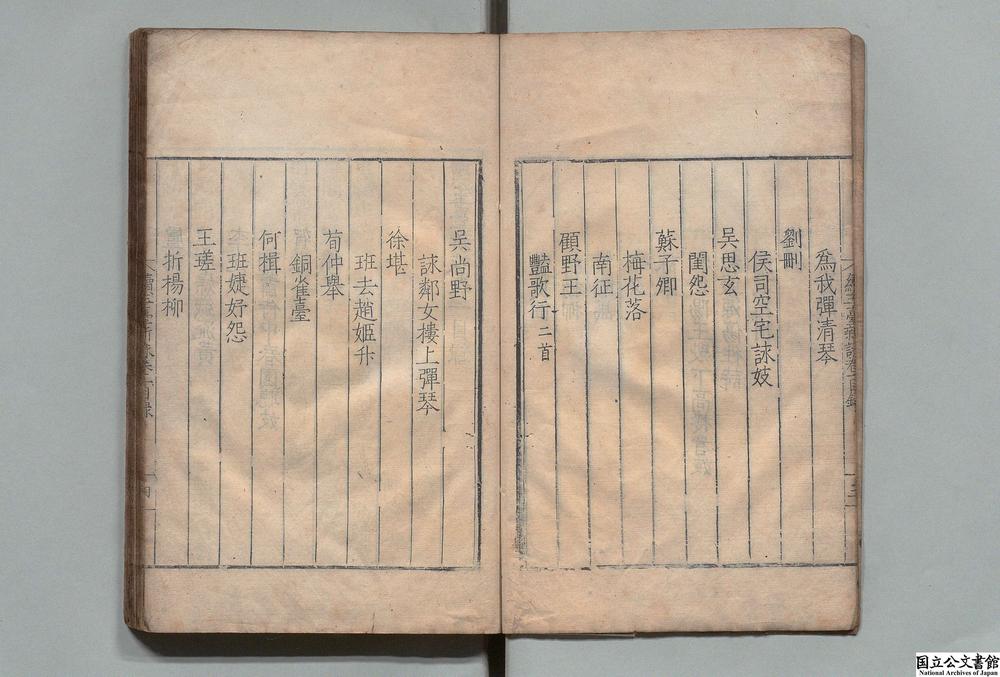 爲我彈清琴
劉刪
侯司空宅詠妓
吳思玄
閨怨
蘇子卿
梅花落
南征
顧野王
豔歌行二首
吳尚野
詠鄰女樓上彈琴
徐堪
班去趙姬升
荀仲舉
銅雀臺
何楫
班婕妤怨
王瑳
折楊柳
国立公文書館
National Archives of Japan